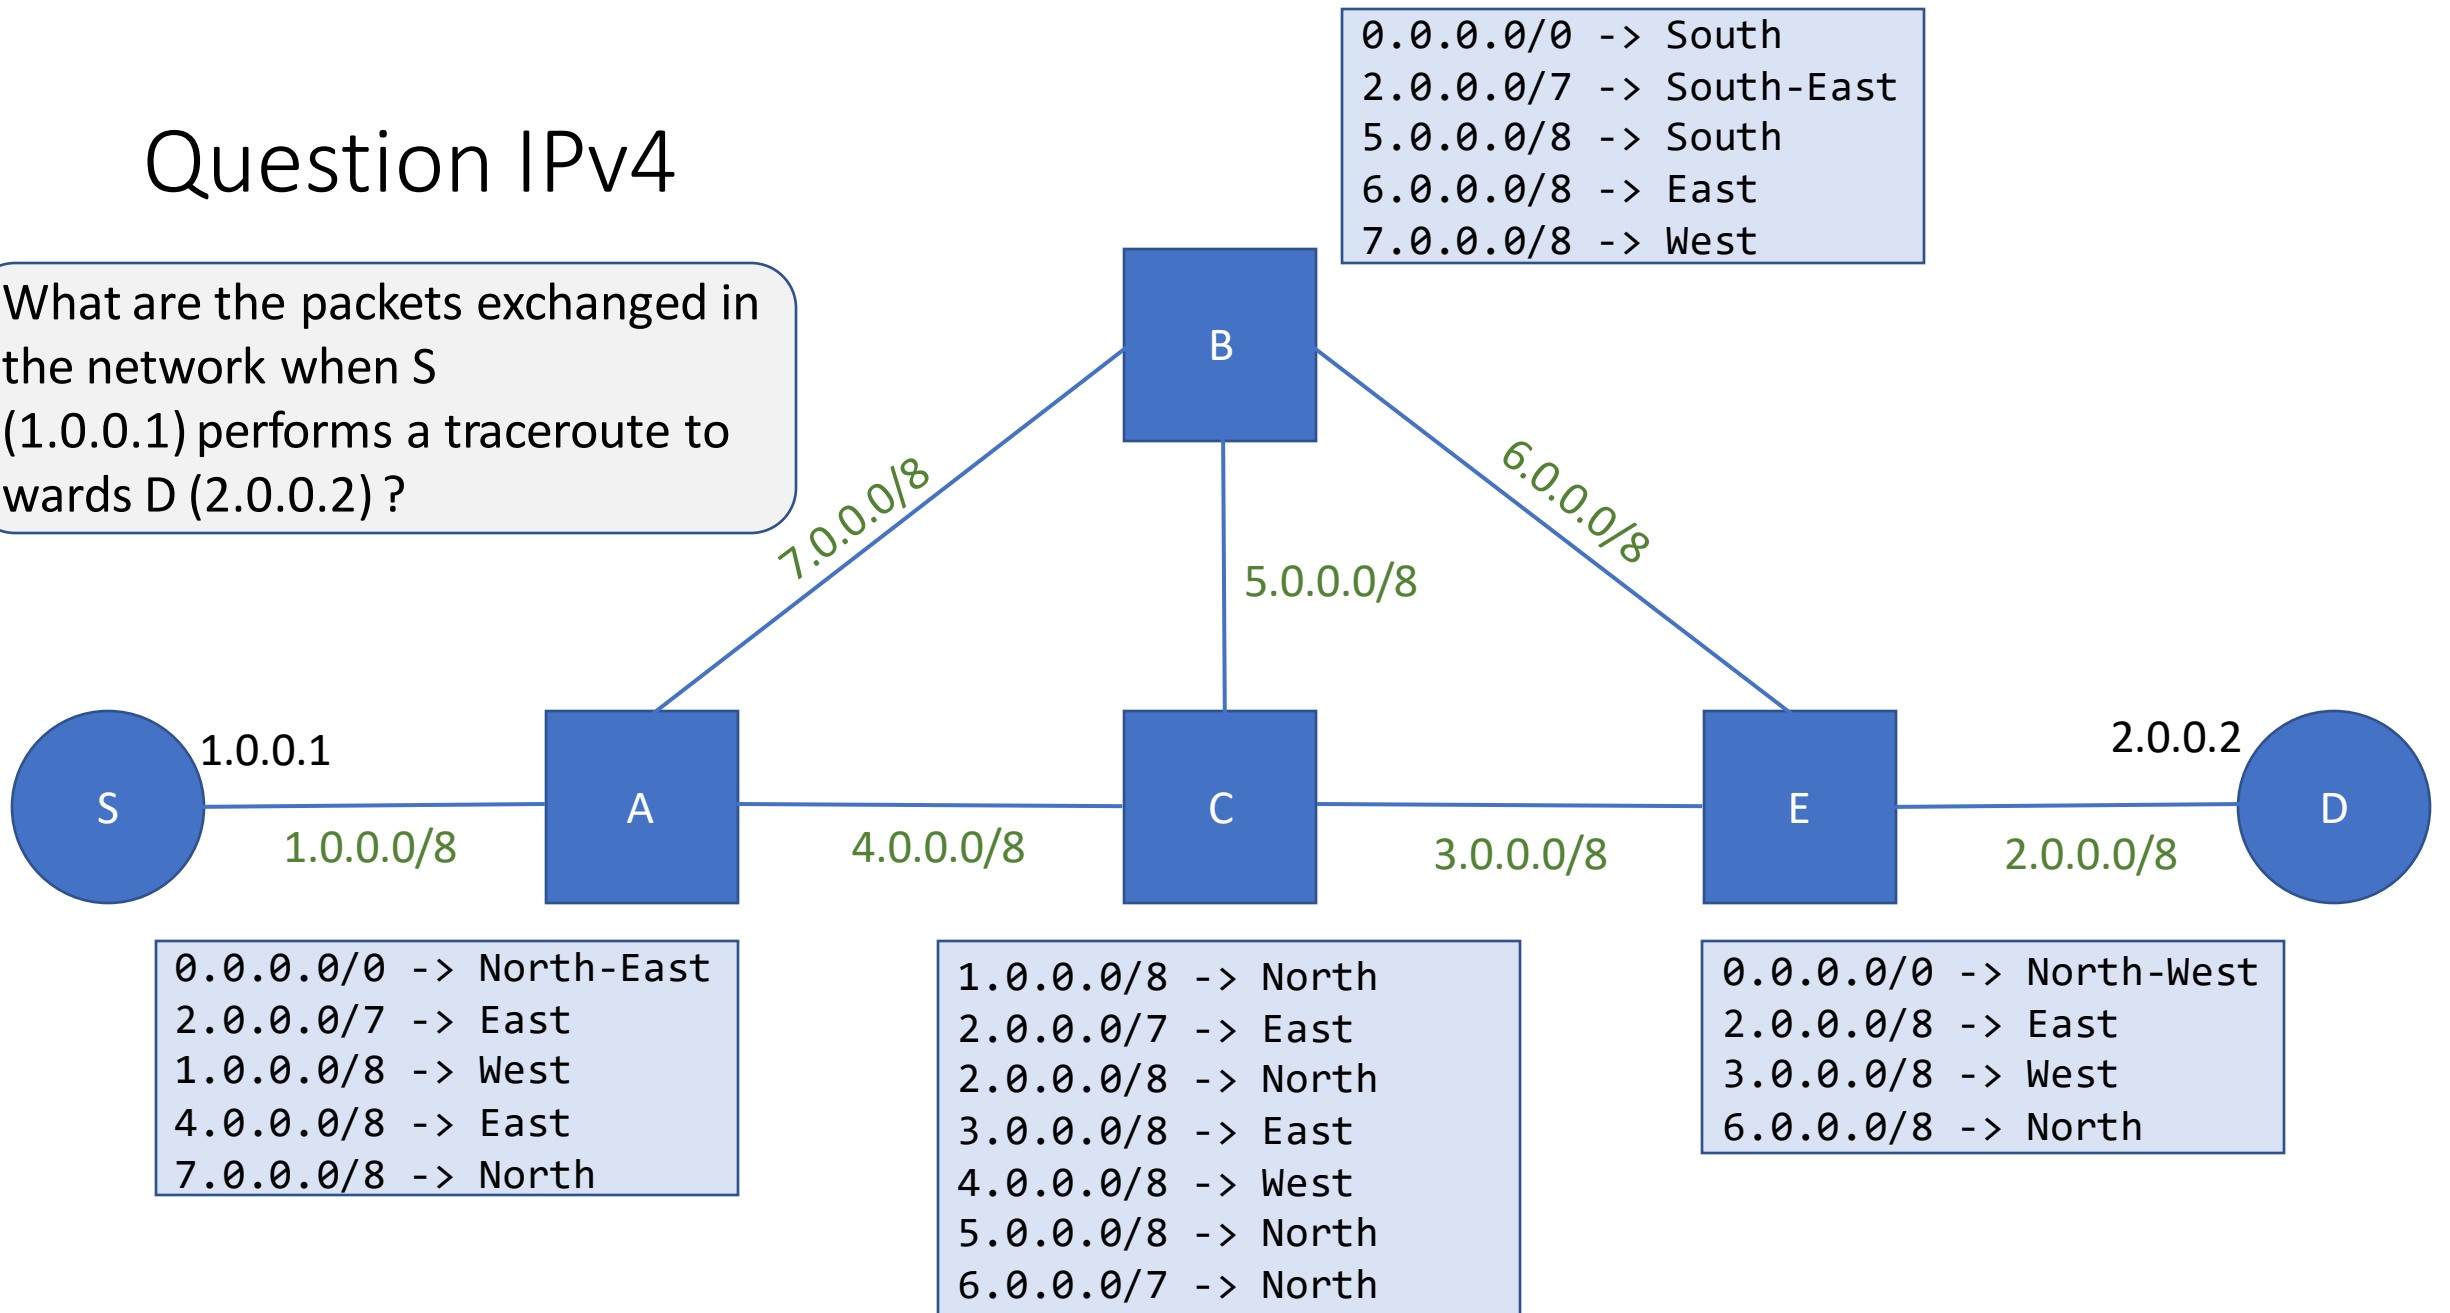 Question IPv4
What are the packets exchanged in
the network when S
(1.0.0.1) performs a traceroute to
wards D (2.0.0.2) ?
0.0.0.0/0 -> South
2.0.0.0/7 -> South-East
5.0.0.0/8 -> South
6.0.0.0/8 -> East
7.0.0.0/8 -> West
B
7.0.0.0/8
5.0.0.0/8
6.0.0.0/8
S
1.0.0.1
1.0.0.0/8
A
4.0.0.0/8
C
3.0.0.0/8
E
2.0.0.0/8
2.0.0.2
D
0.0.0.0/0 -> North-East
2.0.0.0/7 -> East
1.0.0.0/8 -> West
4.0.0.0/8 -> East
7.0.0.0/8 -> North
1.0.0.0/8 -> North
2.0.0.0/7 -> East
2.0.0.0/8 -> North
3.0.0.0/8 -> East
4.0.0.0/8 -> West
5.0.0.0/8 -> North
6.0.0.0/7 -> North
0.0.0.0/0 -> North-West
2.0.0.0/8 -> East
3.0.0.0/8 -> West
6.0.0.0/8 -> North